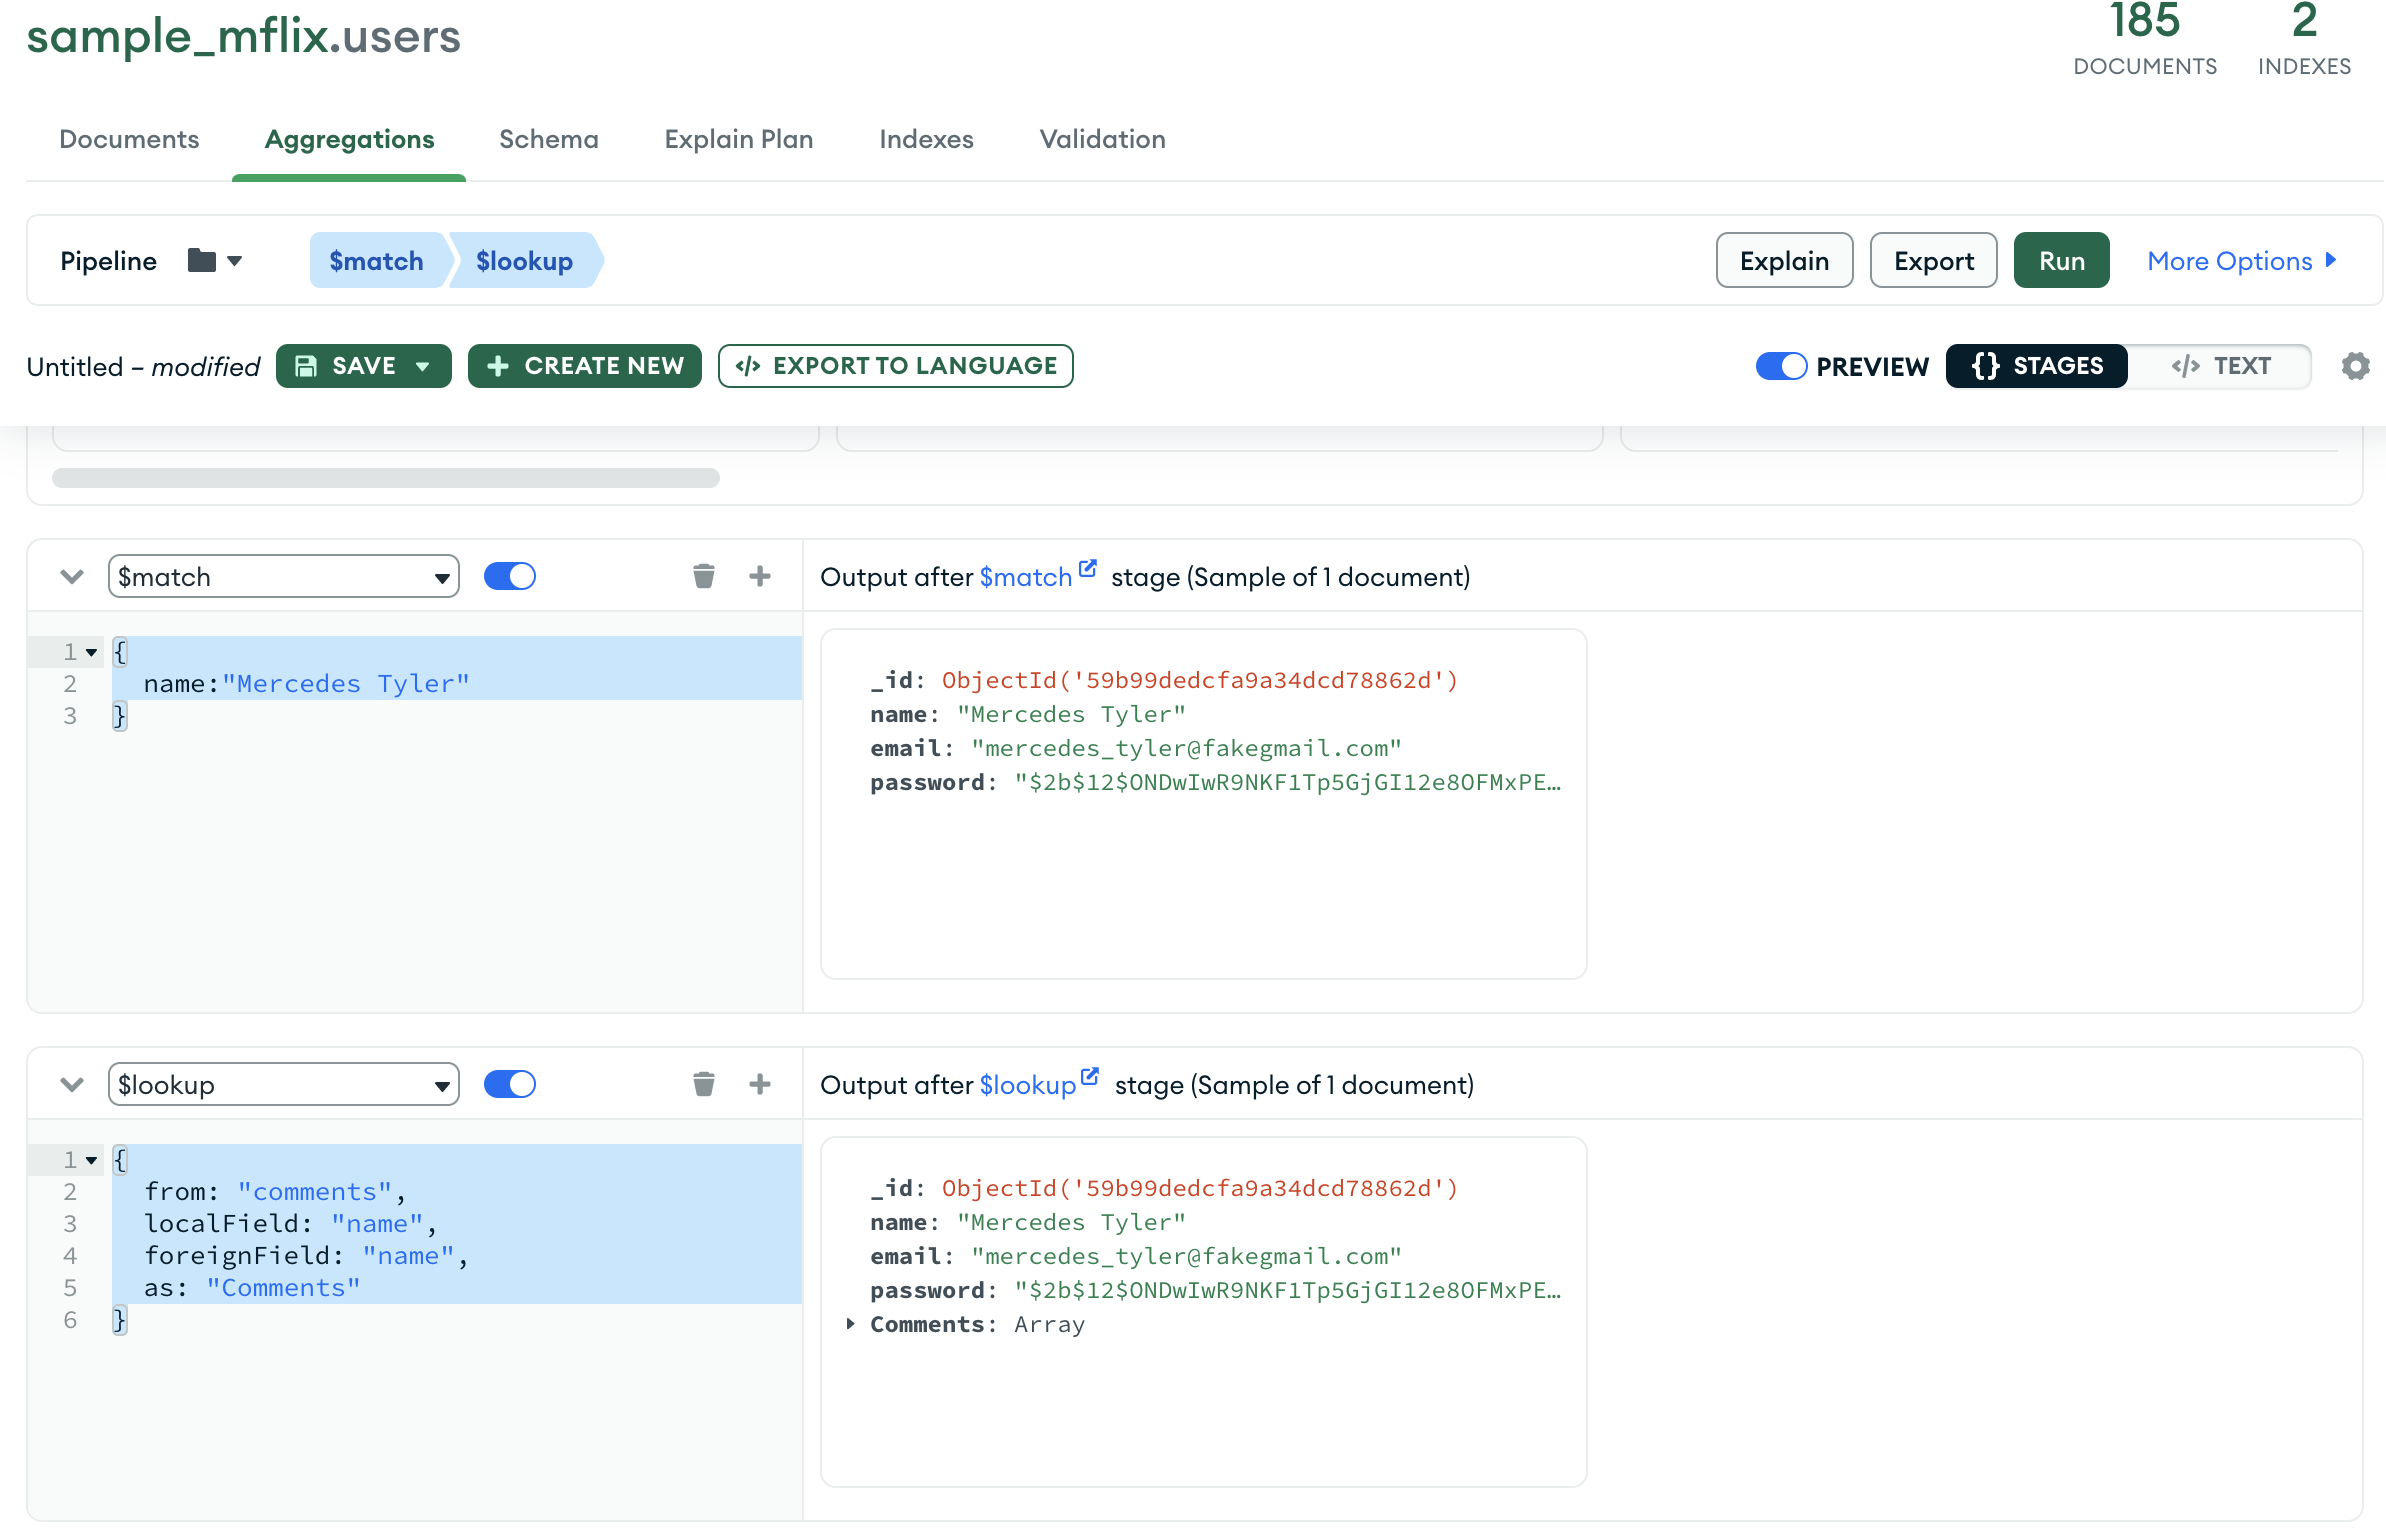 sample_mflix.users
185 2
DOCUMENTS INDEXES
Documents Aggregations Schema Explain Plan Indexes Validation
Pipeline $match $lookup Explain Export Run More Options
Untitled – modified SAVE CREATE NEW </> EXPORT TO LANGUAGE PREVIEW {} STAGES </> TEXT
$match Output after $match stage (Sample of 1 document)
1 {
2 name:"Mercedes Tyler"
3 }
_id: ObjectId('59b99dedcfa9a34dcd78862d')
name: "Mercedes Tyler"
email: "mercedes_tyler@fakegmail.com"
password: "$2b$12$ONDwIwR9NKF1Tp5GjGI12e8OFMxPE…
$lookup Output after $lookup stage (Sample of 1 document)
1 {
2 from: "comments",
3 localField: "name",
4 foreignField: "name",
5 as: "Comments"
6 }
_id: ObjectId('59b99dedcfa9a34dcd78862d')
name: "Mercedes Tyler"
email: "mercedes_tyler@fakegmail.com"
password: "$2b$12$ONDwIwR9NKF1Tp5GjGI12e8OFMxPE…
Comments: Array